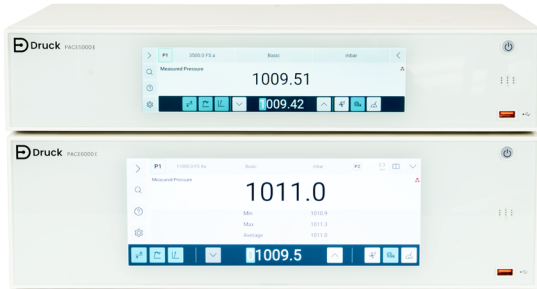 Druck PACE5000 E
P1 3500.0 FS a Basic mbar
Measured Pressure
1009.51
1009.42
Druck PACE6000 E
P1 Basic mbar P2
Measured Pressure
1011.0
Min 1010.9
Max 1011.3
Average 1011.0
1009.5